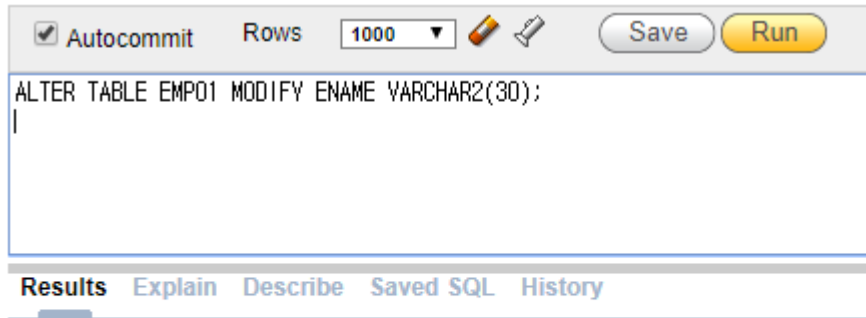 Autocommit Rows 1000 Save Run
ALTER TABLE EMP01 MODIFY ENAME VARCHAR2(30);
Results Explain Describe Saved SQL History